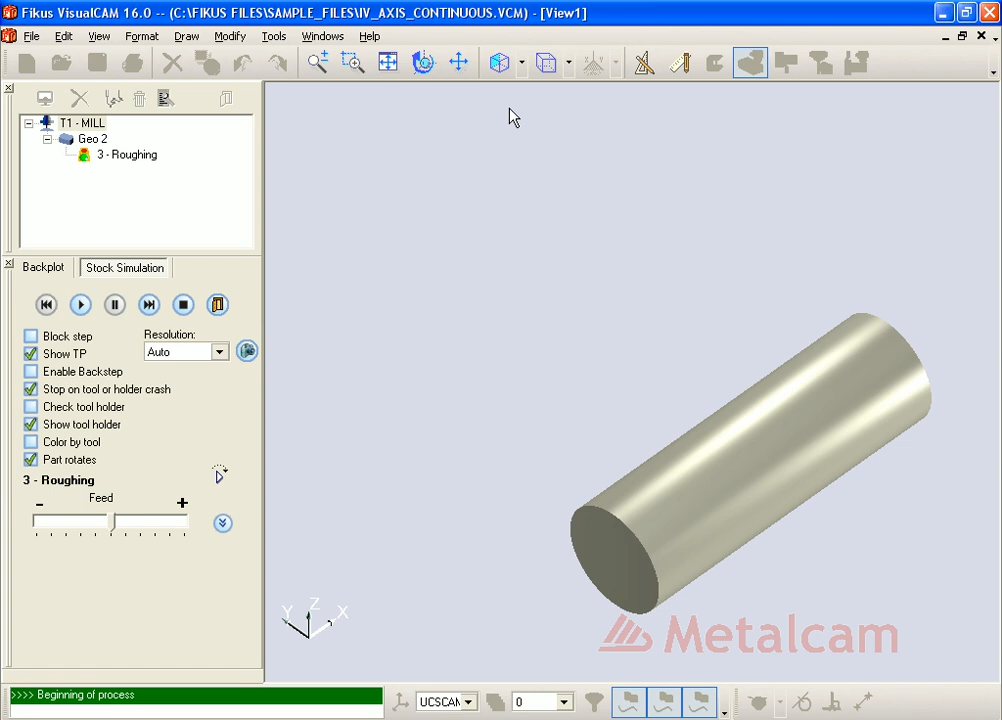 Fikus VisualCAM 16.0 -- (C:\FIKUS FILES\SAMPLE_FILES\IV_AXIS_CONTINUOUS.VCM) - [View1]
File Edit View Format Draw Modify Tools Windows Help
T1 - MILL
Geo 2
3 - Roughing
Backplot Stock Simulation
Block step
Resolution:
Show TP
Auto
Enable Backstep
Stop on tool or holder crash
Check tool holder
Show tool holder
Color by tool
Part rotates
3 - Roughing
Feed
- +
Y Z X
Metalcam
>>>> Beginning of process
UCSCAM 0